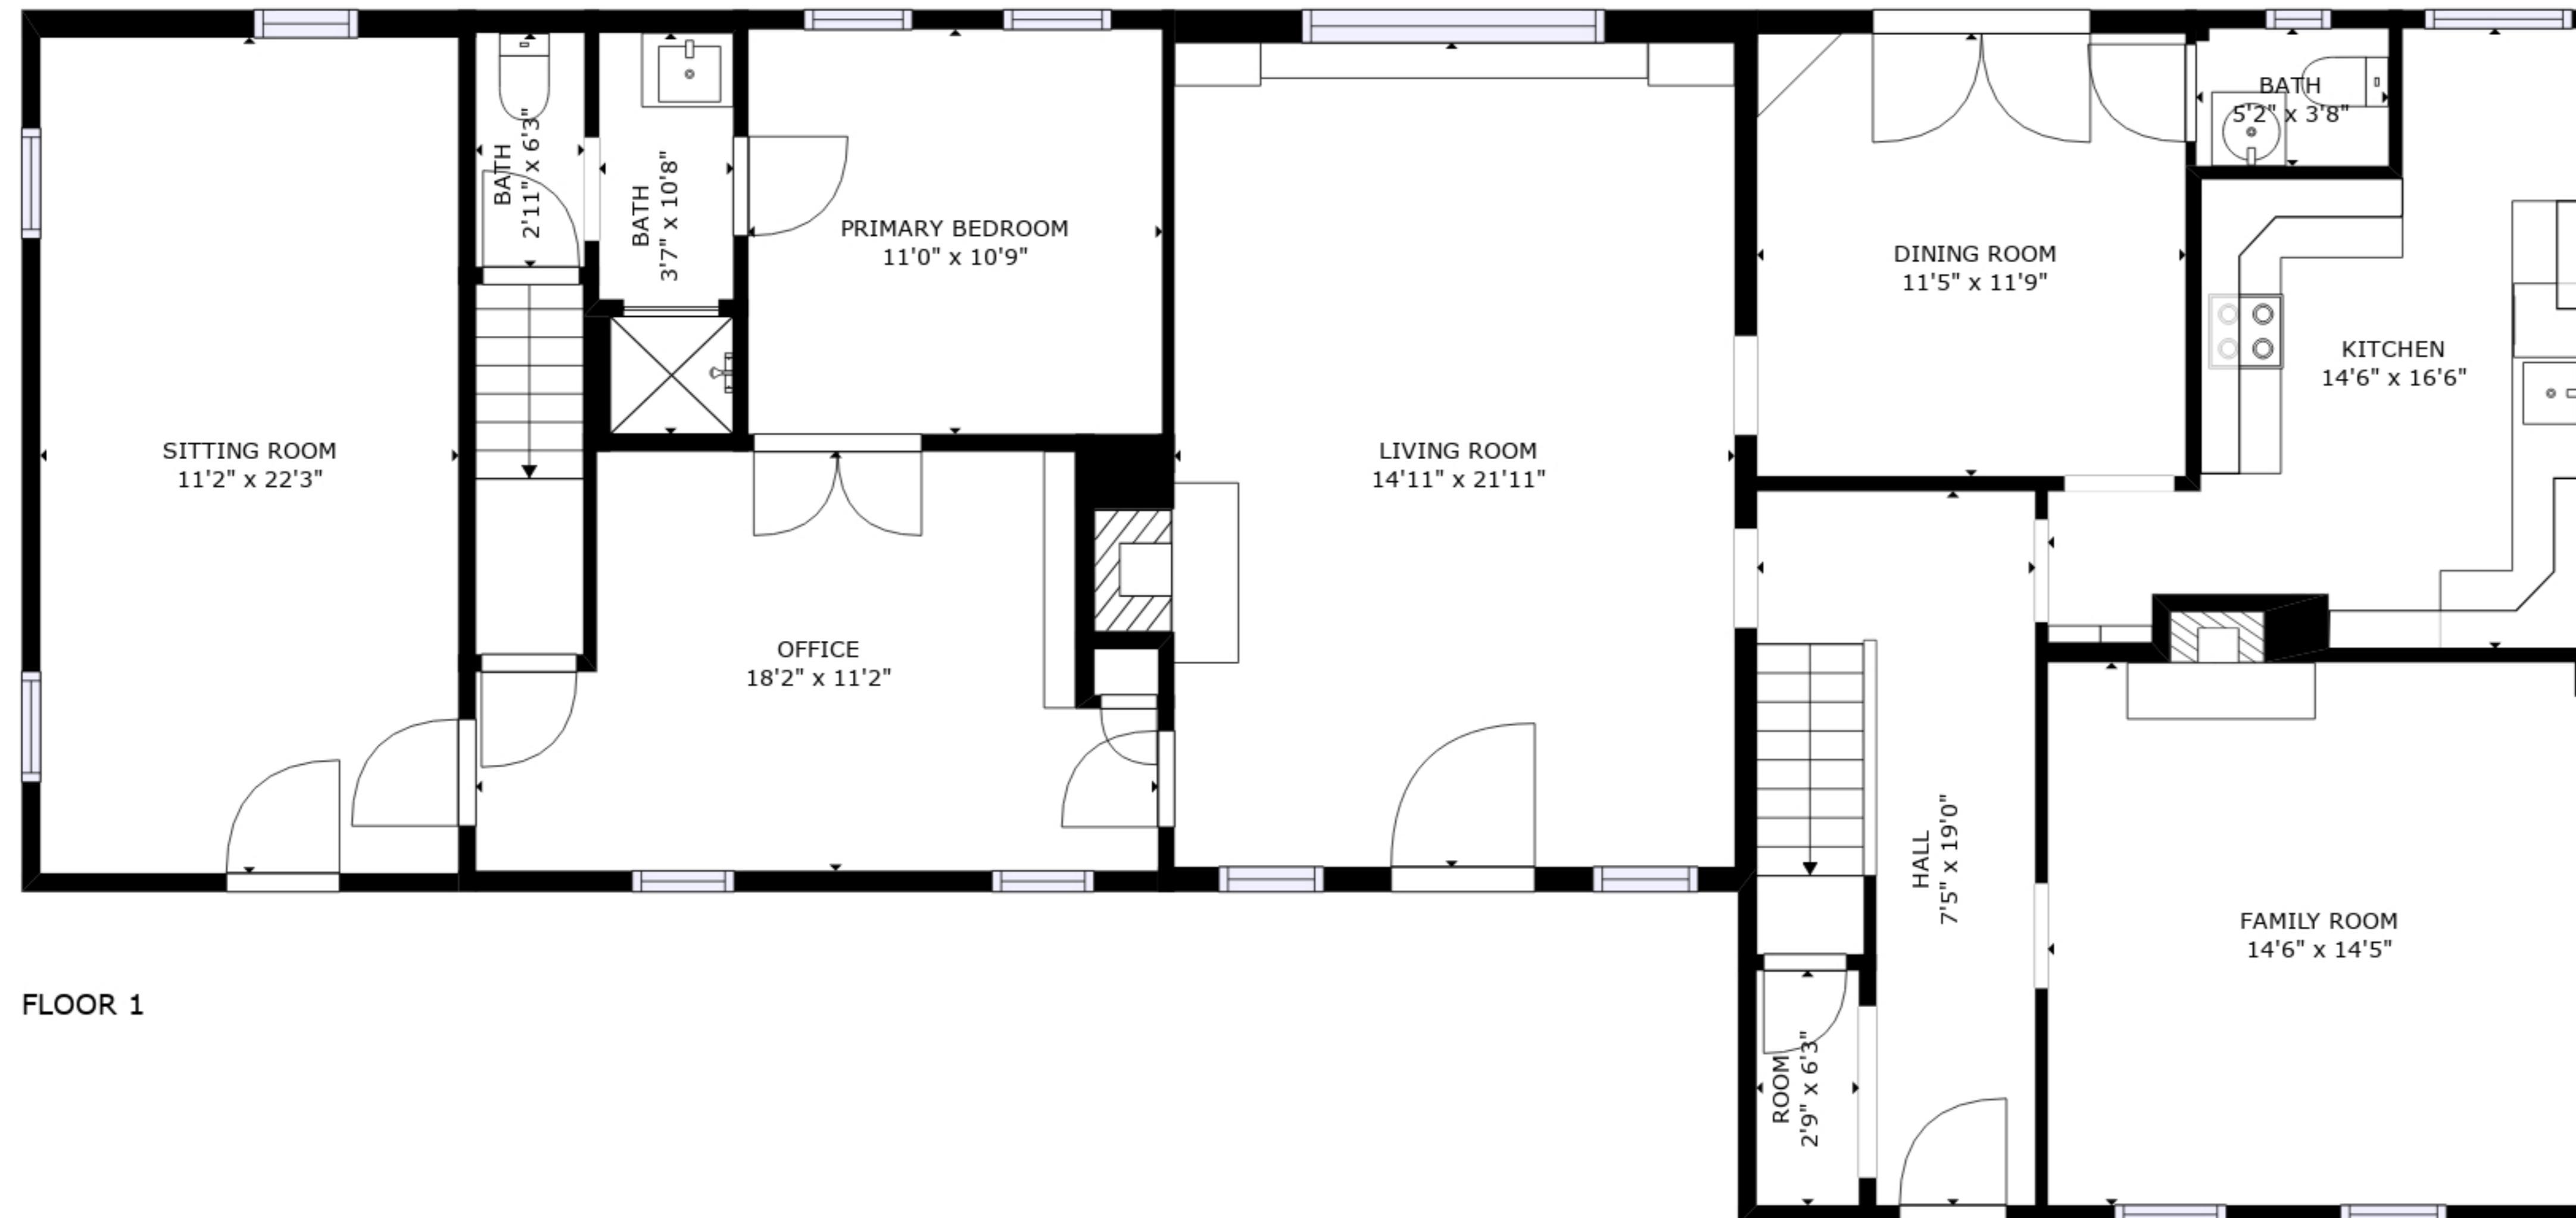 SITTING ROOM
11'2" x 22'3"
BATH
2'11" x 6'3"
BATH
3'7" x 10'8"
PRIMARY BEDROOM
11'0" x 10'9"
OFFICE
18'2" x 11'2"
LIVING ROOM
14'11" x 21'11"
DINING ROOM
11'5" x 11'9"
BATH
5'2" x 3'8"
KITCHEN
14'6" x 16'6"
HALL
7'5" x 19'0"
ROOM
2'9" x 6'3"
FAMILY ROOM
14'6" x 14'5"
FLOOR 1